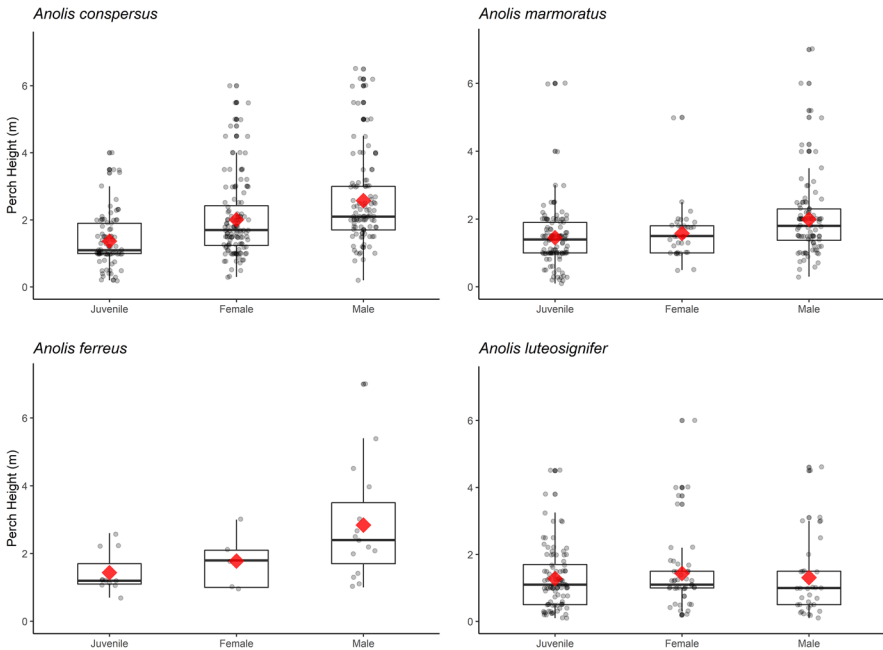 Anolis conspersus
Anolis marmoratus
Perch Height (m)
6
4
2
0
6
4
2
0
Juvenile
Female
Male
Juvenile
Female
Male
Anolis ferreus
Anolis luteosignifer
Perch Height (m)
6
4
2
0
6
4
2
0
Juvenile
Female
Male
Juvenile
Female
Male